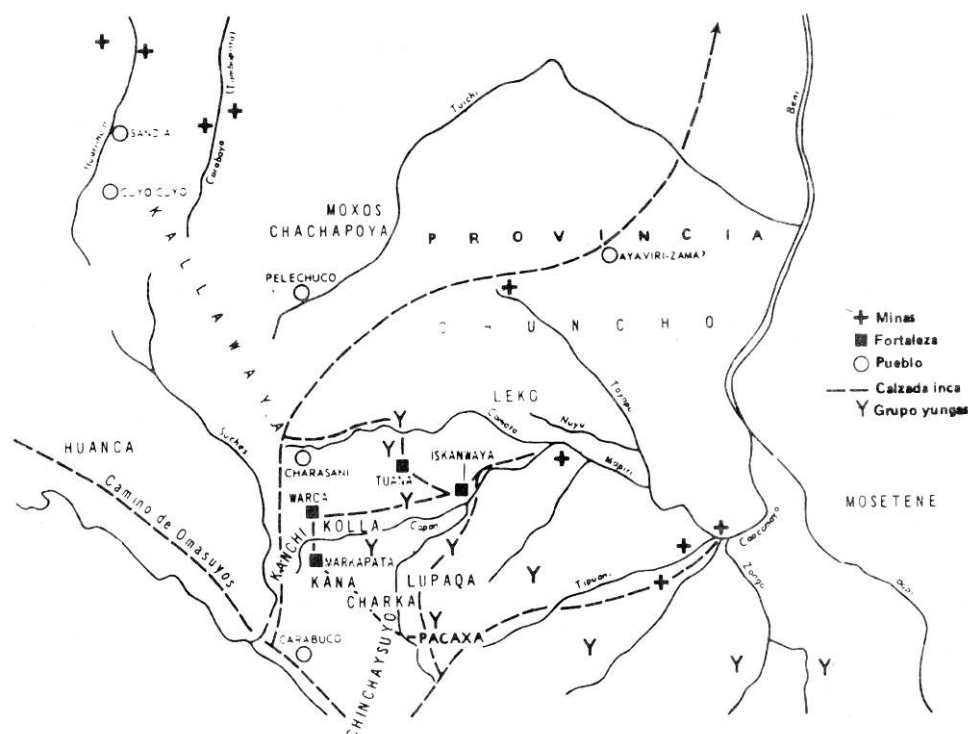 SANDIA
CUYO CUYO
Carabaya
KALLAWAYA
MOXOS
CHACHAPOYA
PELECHUCO
Tuichi
Beni
PROVINCIA
AYAVIRI-ZAMA?
CHUNCHO
Minas
Fortaleza
Pueblo
Calzada inca
Y Grupo yungas
LEKO
HUANCA
Suches
Camino de Omasuyos
CHARASANI
Camata
Nuyu
Mapiri
ISKANWAYA
TUANA
WARCA
KOLLA
Copan
KANCHI
MARKAPATA
KANA
LUPAQA
CHARKA
PACAXA
CHINCHAYSUYO
CARABUCO
Tipuani
Zongo
MOSETENE
Y
Y
Y
Y
Y
Y
Y
Y
Y
Y